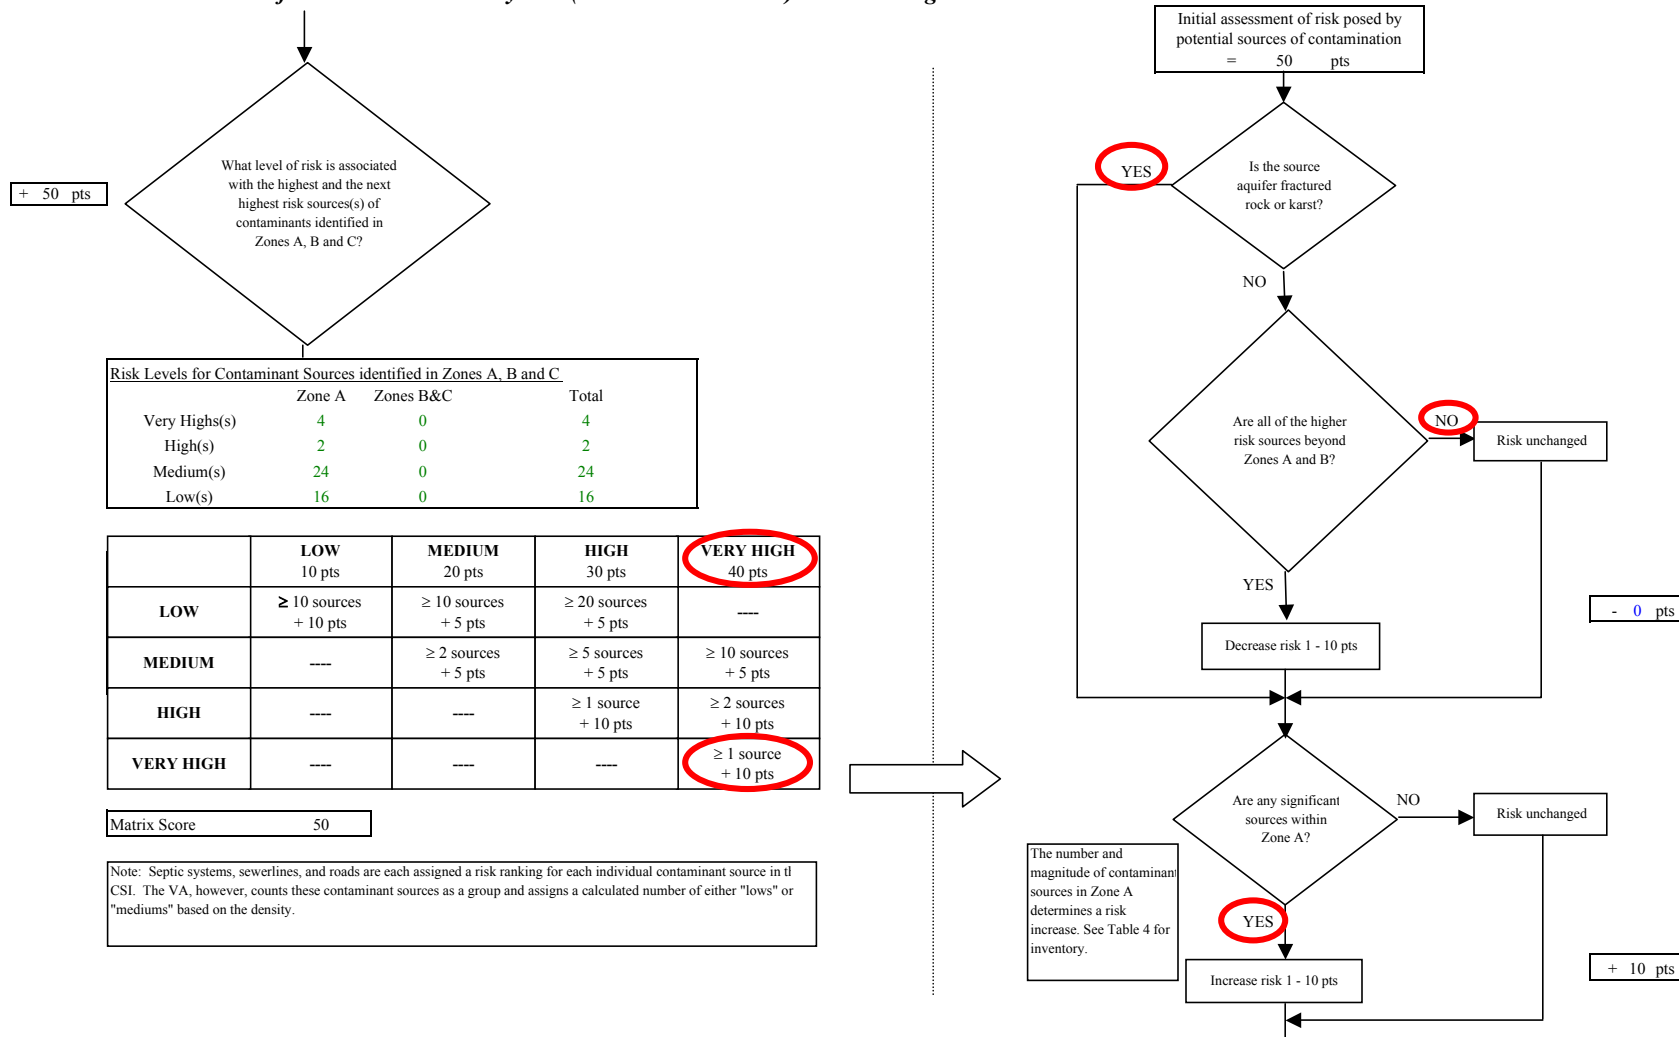 + 50 pts
What level of risk is associated
with the highest and the next
highest risk sources(s) of
contaminants identified in
Zones A, B and C?
Risk Levels for Contaminant Sources identified in Zones A, B and C
Zone A Zones B&C Total
Very Highs(s) 4 0 4
High(s) 2 0 2
Medium(s) 24 0 24
Low(s) 16 0 16
LOW MEDIUM HIGH VERY HIGH
10 pts 20 pts 30 pts 40 pts
LOW ≥ 10 sources ≥ 10 sources ≥ 20 sources ----
+ 10 pts + 5 pts + 5 pts
MEDIUM ---- ≥ 2 sources ≥ 5 sources ≥ 10 sources
+ 5 pts + 5 pts + 5 pts
HIGH ---- ---- ≥ 1 source ≥ 2 sources
+ 10 pts + 10 pts
VERY HIGH ---- ---- ---- ≥ 1 source
+ 10 pts
Matrix Score 50
Note: Septic systems, sewerlines, and roads are each assigned a risk ranking for each individual contaminant source in
CSI. The VA, however, counts these contaminant sources as a group and assigns a calculated number of either "lows" or
"mediums" based on the density.
Initial assessment of risk posed by
potential sources of contamination
= 50 pts
Is the source
aquifer fractured
rock or karst?
YES
NO
Are all of the higher
risk sources beyond
Zones A and B?
NO
Risk unchanged
YES
Decrease risk 1 - 10 pts
- 0 pts
Are any significant
sources within
Zone A?
NO
Risk unchanged
The number and
magnitude of contaminant
sources in Zone A
determines a risk
increase. See Table 4 for
inventory.
YES
Increase risk 1 - 10 pts
+ 10 pts